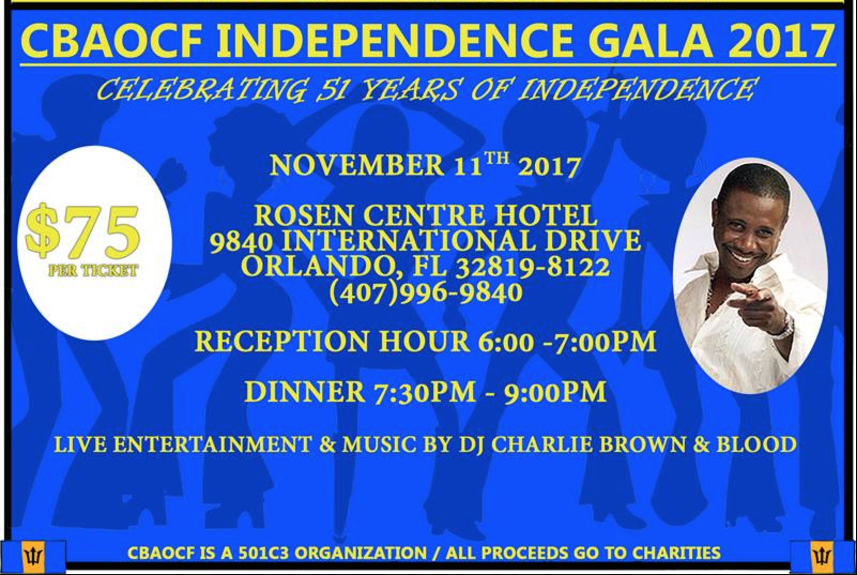 CBAOCF INDEPENDENCE GALA 2017
CELEBRATING 51 YEARS OF INDEPENDENCE
NOVEMBER 11TH 2017
$75
PER TICKET
ROSEN CENTRE HOTEL
9840 INTERNATIONAL DRIVE
ORLANDO, FL 32819-8122
(407)996-9840
RECEPTION HOUR 6:00 -7:00PM
DINNER 7:30PM - 9:00PM
LIVE ENTERTAINMENT & MUSIC BY DJ CHARLIE BROWN & BLOOD
CBAOCF IS A 501C3 ORGANIZATION / ALL PROCEEDS GO TO CHARITIES